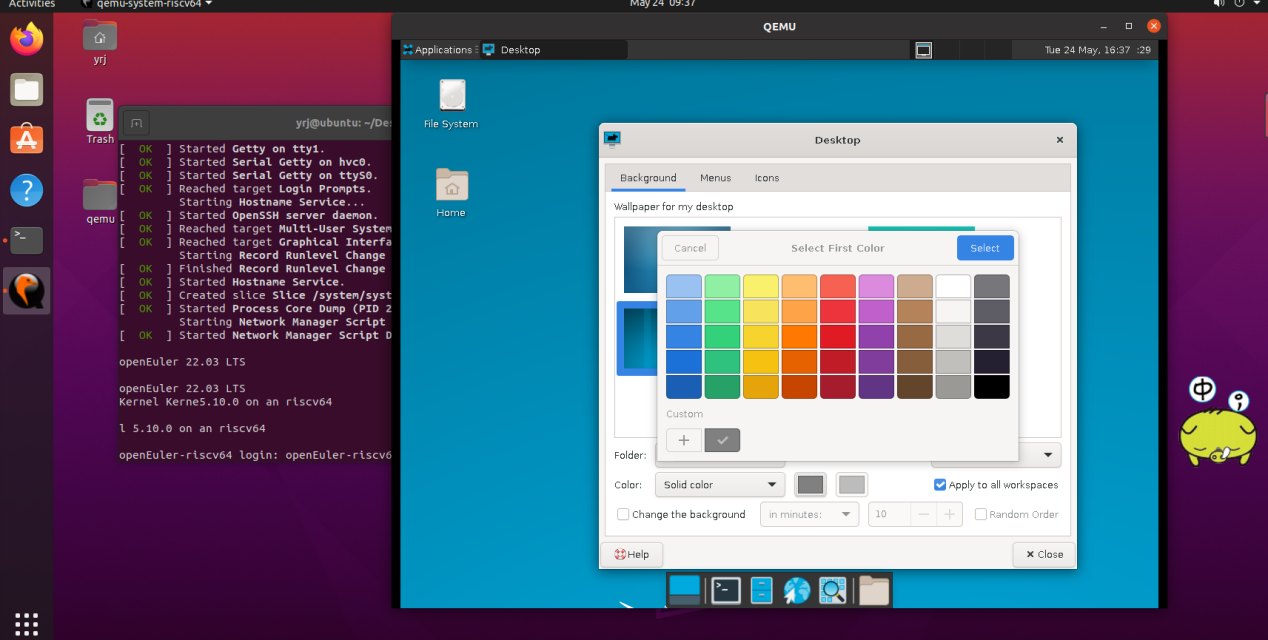 Activities
qemu-system-riscv64
May 24 09:37
yrj
Trash
qemu
yrj@ubuntu: ~/De
[ OK ] Started Getty on tty1.
[ OK ] Started Serial Getty on hvc0.
[ OK ] Started Serial Getty on ttyS0.
[ OK ] Reached target Login Prompts.
Starting Hostname Service...
[ OK ] Started OpenSSH server daemon.
[ OK ] Reached target Multi-User System
[ OK ] Reached target Graphical Interfa
Starting Record Runlevel Change
[ OK ] Finished Record Runlevel Change
[ OK ] Started Hostname Service.
[ OK ] Created slice Slice /system/syst
[ OK ] Started Process Core Dump (PID 2
Starting Network Manager Script
[ OK ] Started Network Manager Script D
openEuler 22.03 LTS
openEuler 22.03 LTS
Kernel Kerne5.10.0 on an riscv64
l 5.10.0 on an riscv64
openEuler-riscv64 login: openEuler-riscv6
QEMU
Applications
Desktop
Tue 24 May, 16:37 :29
File System
Home
Desktop
Background
Menus
Icons
Wallpaper for my desktop
Cancel
Select First Color
Select
Custom
Folder:
Color:
Solid color
Apply to all workspaces
Change the background
in minutes:
10
Random Order
Help
Close
中